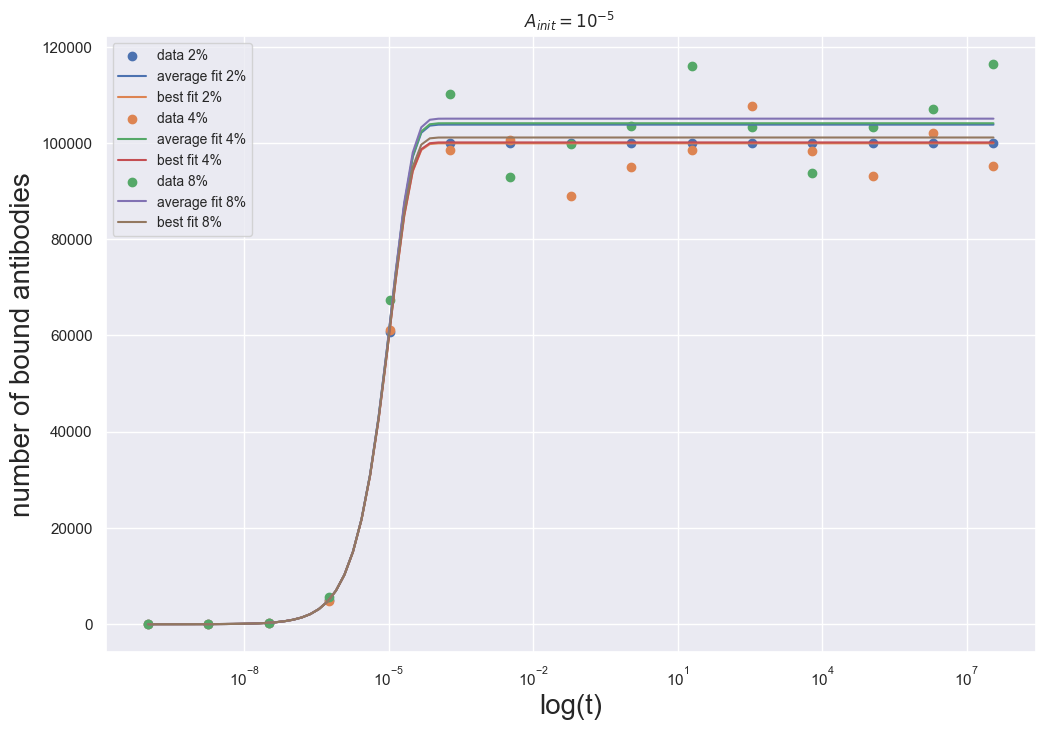 A_{init} = 10^{-5}
120000
100000
80000
60000
40000
20000
0
number of bound antibodies
data 2%
average fit 2%
best fit 2%
data 4%
average fit 4%
best fit 4%
data 8%
average fit 8%
best fit 8%
10^{-8} 10^{-5} 10^{-2} 10^{1} 10^{4} 10^{7}
log(t)